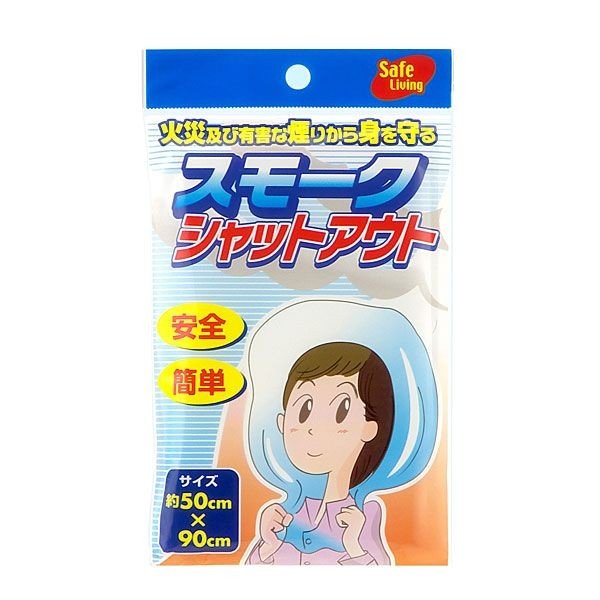 Safe
Living
火災及び有害な煙りから身を守る
スモーク
シャットアウト
安全
簡単
サイズ
約50cm
×
90cm